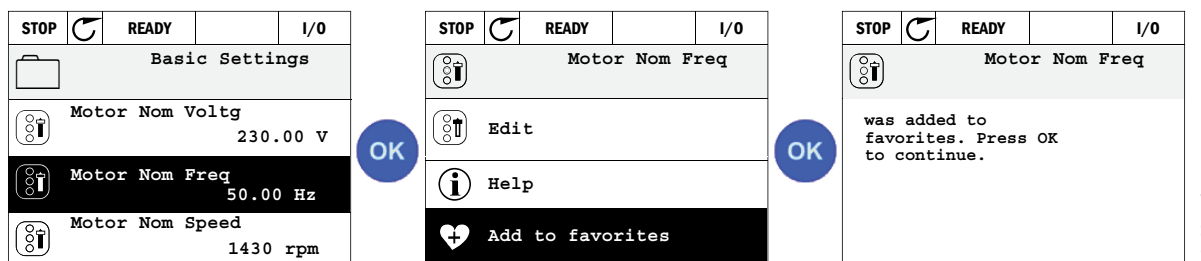 STOP READY I/O
Basic Settings
Motor Nom Voltg
230.00 V
Motor Nom Freq
50.00 Hz
Motor Nom Speed
1430 rpm
OK
STOP READY I/O
Motor Nom Freq
Edit
Help
Add to favorites
OK
STOP READY I/O
Motor Nom Freq
was added to
favorites. Press OK
to continue.